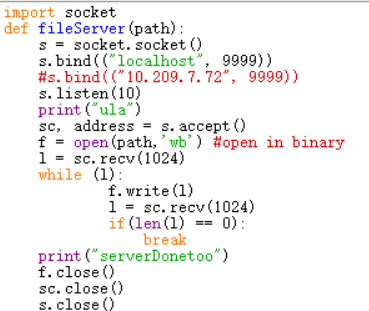 import socket
def fileServer(path):
    s = socket.socket()
    s.bind(("localhost", 9999))
    #s.bind(("10.209.7.72", 9999))
    s.listen(10)
    print("ula")
    sc, address = s.accept()
    f = open(path,'wb') #open in binary
    l = sc.recv(1024)
    while (l):
            f.write(l)
            l = sc.recv(1024)
            if(len(l) == 0):
                break
    print("serverDonetoo")
    f.close()
    sc.close()
    s.close()